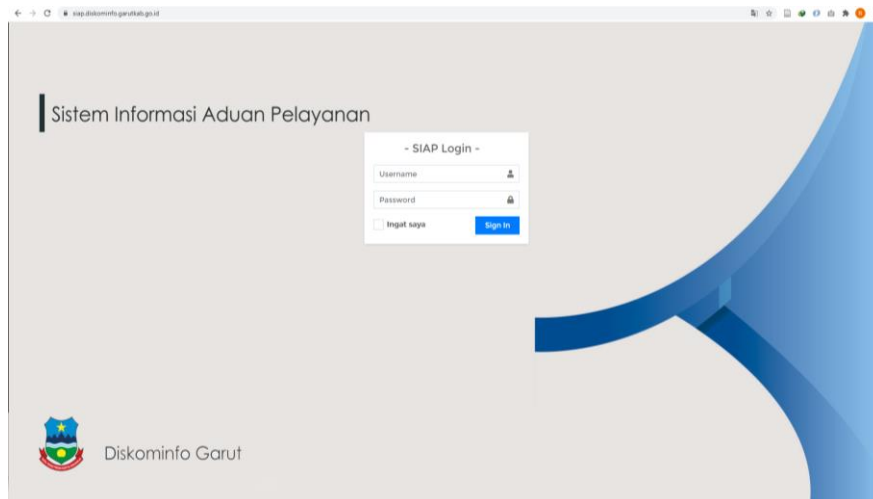 siap.diskominfo.garutkab.go.id
Sistem Informasi Aduan Pelayanan
- SIAP Login -
Username
Password
Ingat saya
Sign In
Diskominfo Garut